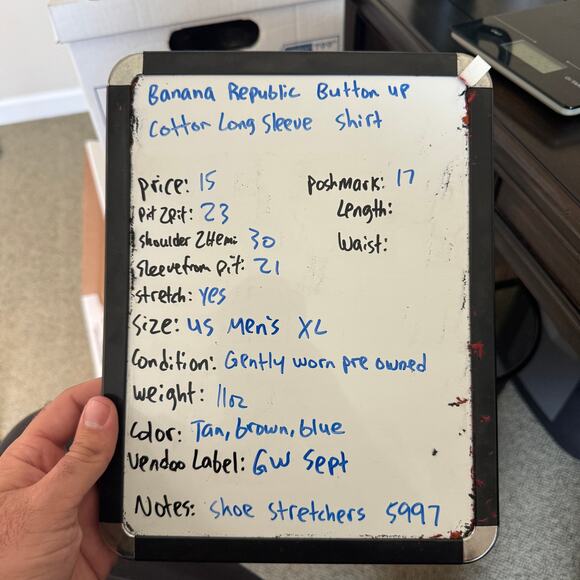 Banana Republic Button up
Cotton Long Sleeve Shirt
price: 15
poshmark: 17
pit 2 pit: 23
Length:
shoulder 2 Hem: 30
waist:
sleeve from pit: 21
stretch: yes
Size: US Men's XL
Condition: Gently worn pre owned
weight: 11oz
Color: Tan, brown, blue
Vendoo Label: GW Sept
Notes: shoe stretchers 5997